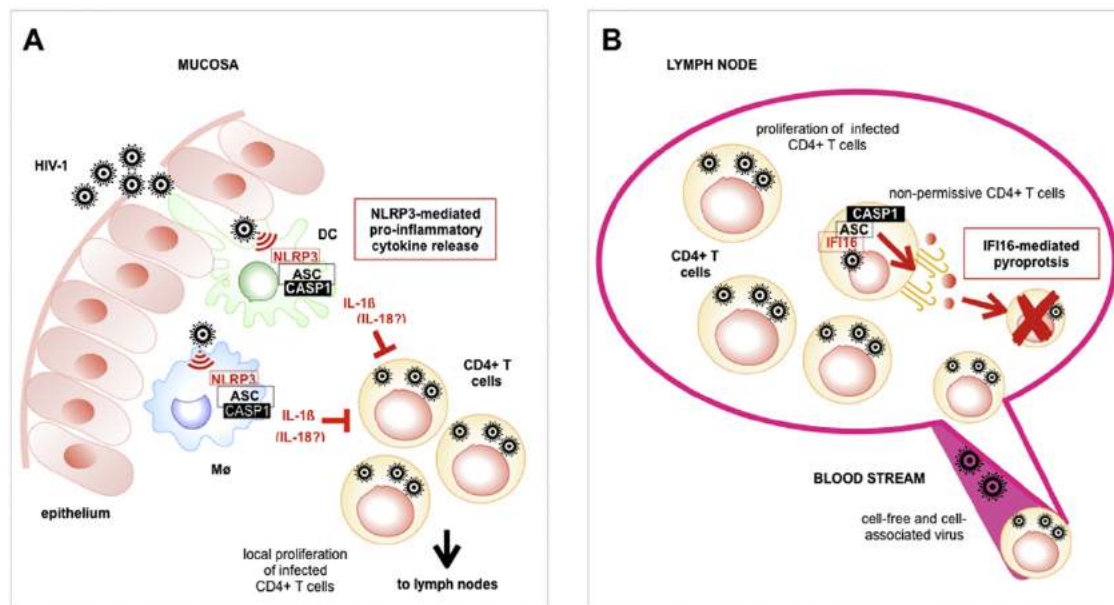 A
MUCOSA
HIV-1
DC
NLRP3-mediated
pro-inflammatory
cytokine release
NLRP3
ASC
CASP1
IL-1ß
(IL-18?)
NLRP3
ASC
CASP1
IL-1ß
(IL-18?)
CD4+ T
cells
Mø
epithelium
local proliferation
of infected
CD4+ T cells
to lymph nodes
B
LYMPH NODE
proliferation of infected
CD4+ T cells
non-permissive CD4+ T cells
CASP1
ASC
IFI16
IFI16-mediated
pyroprotsis
CD4+ T
cells
BLOOD STREAM
cell-free and cell-
associated virus